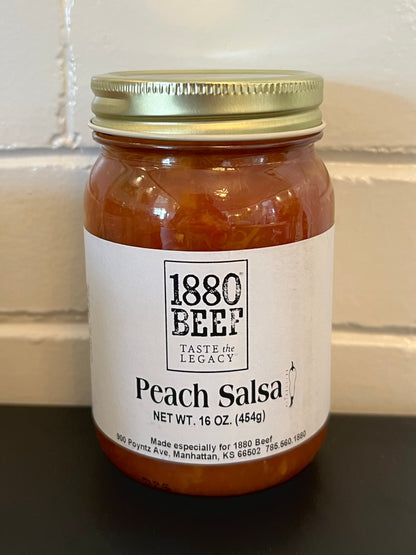 1880
BEEF
TASTE the
LEGACY
Peach Salsa
NET WT. 16 OZ. (454g)
Made especially for 1880 Beef
900 Poyntz Ave, Manhattan, KS 66502 785.560.1880